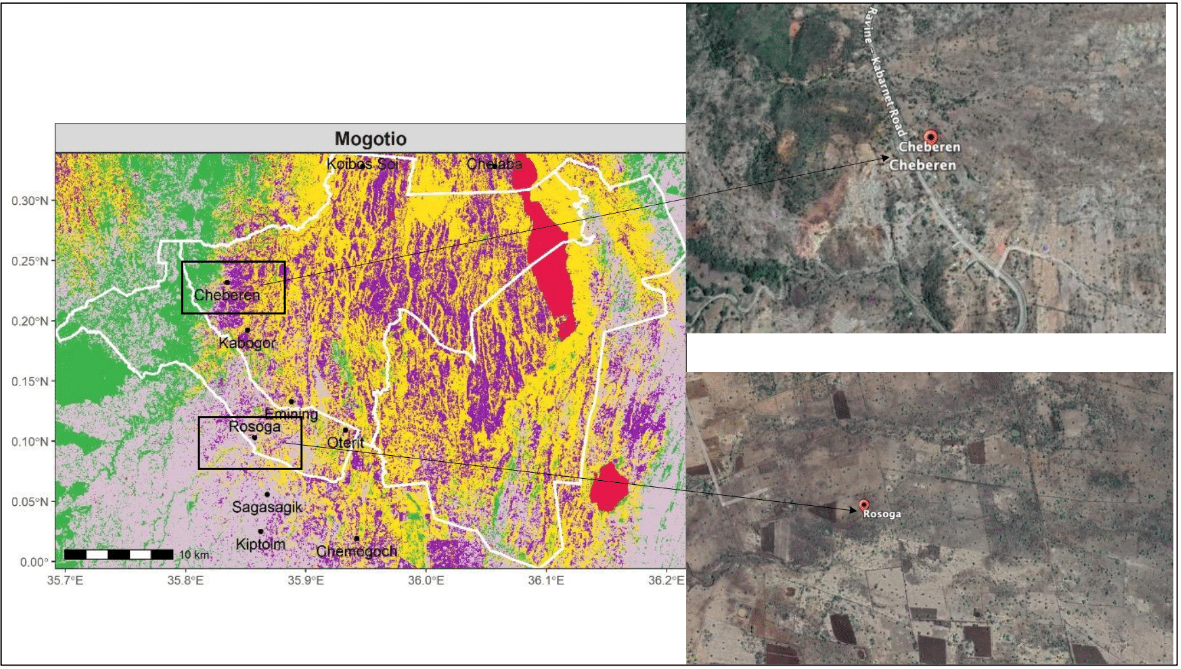 Mogotio
Koibos Soi
Chelaba
0.30°N
0.25°N
Cheberen
0.20°N
Kabogor
0.15°N
Emining
Rosoga
0.10°N
Oterit
0.05°N
Sagasagik
Kiptoim
Chemogoch
10 km
0.00°
35.7°E
35.8°E
35.9°E
36.0°E
36.1°E
36.2°E
Ravine - Kabarnet Road
Cheberen
Cheberen
Rosoga